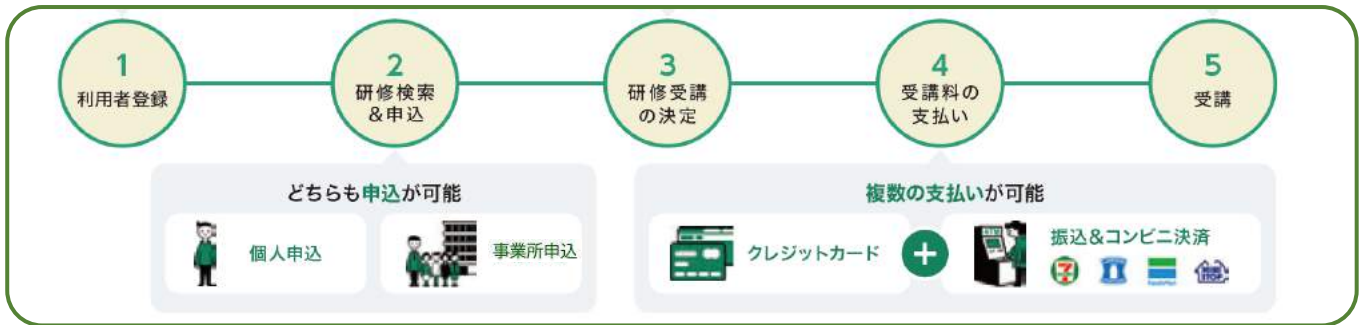 1
利用者登録
2
研修検索
&申込
3
研修受講
の決定
4
受講料の
支払い
5
受講
どちらも申込が可能
個人申込
事業所申込
複数の支払いが可能
クレジットカード
+
ATM
振込&コンビニ決済
7
FamilyMart